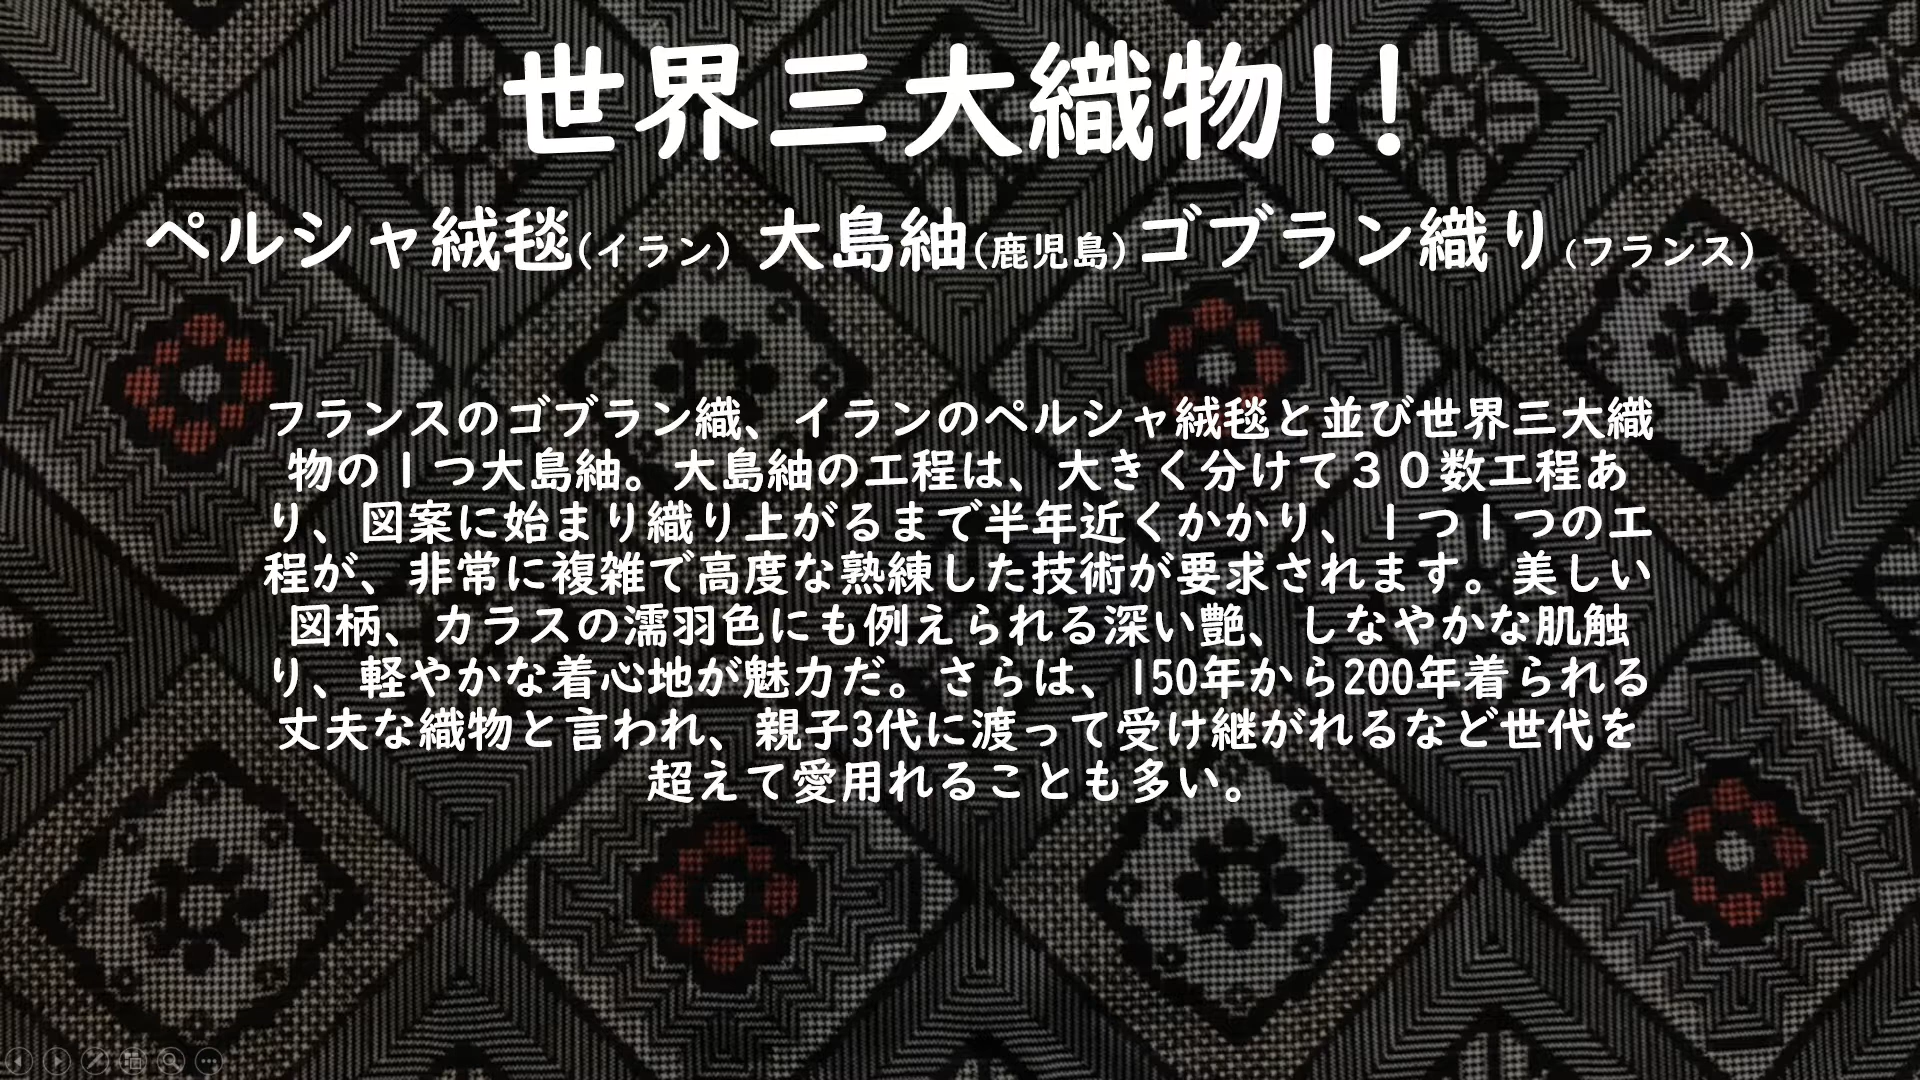 世界三大織物!!
ペルシャ絨毯(イラン) 大島紬(鹿児島)ゴブラン織り(フランス)
フランスのゴブラン織、イランのペルシャ絨毯と並び世界三大織
物の１つ大島紬。大島紬の工程は、大きく分けて３０数工程あ
り、図案に始まり織り上がるまで半年近くかかり、１つ１つの工
程が、非常に複雑で高度な熟練した技術が要求されます。美しい
図柄、カラスの濡羽色にも例えられる深い艶、しなやかな肌触
り、軽やかな着心地が魅力だ。さらは、150年から200年着られる
丈夫な織物と言われ、親子3代に渡って受け継がれるなど世代を
超えて愛用れることも多い。